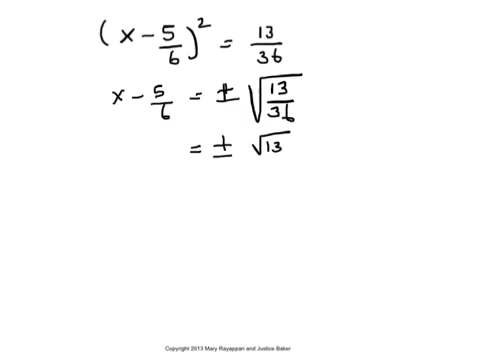 (x - 5/6)² = 13/36
x - 5/6 = ± √(13/36)
= ± √13
Copyright 2013 Mary Rayappan and Justice Baker